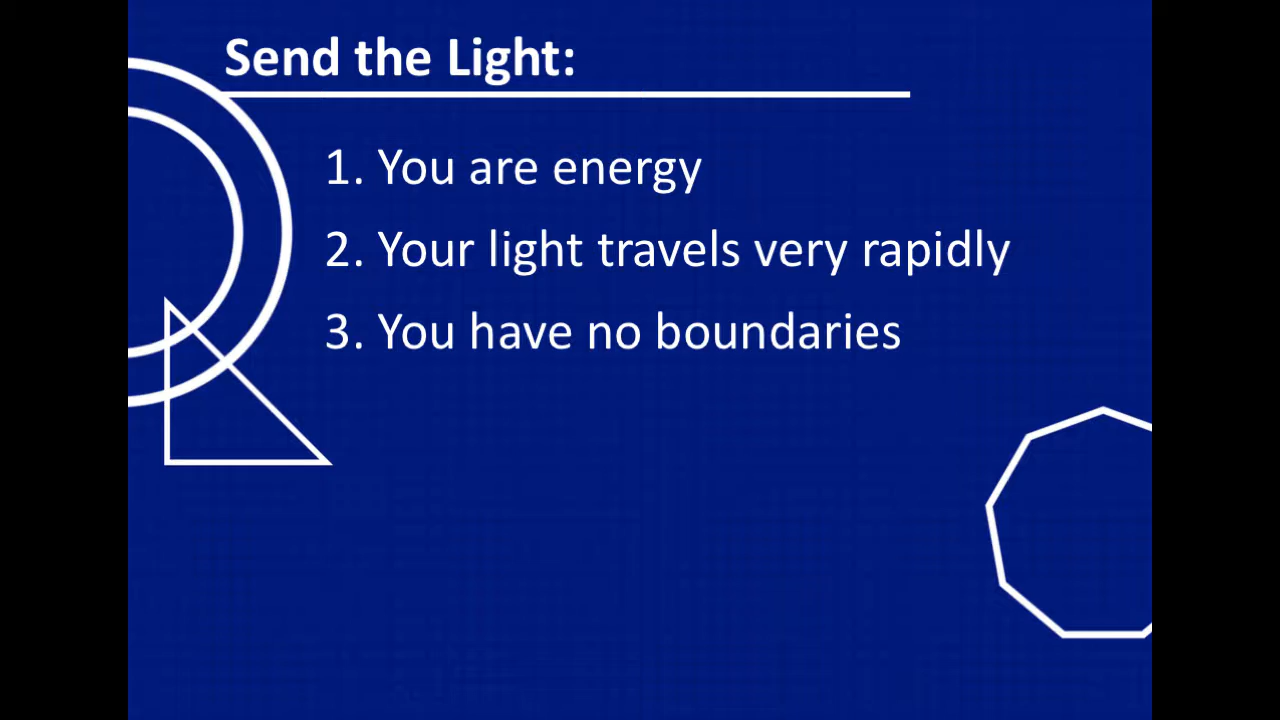 Send the Light:
1. You are energy
2. Your light travels very rapidly
3. You have no boundaries